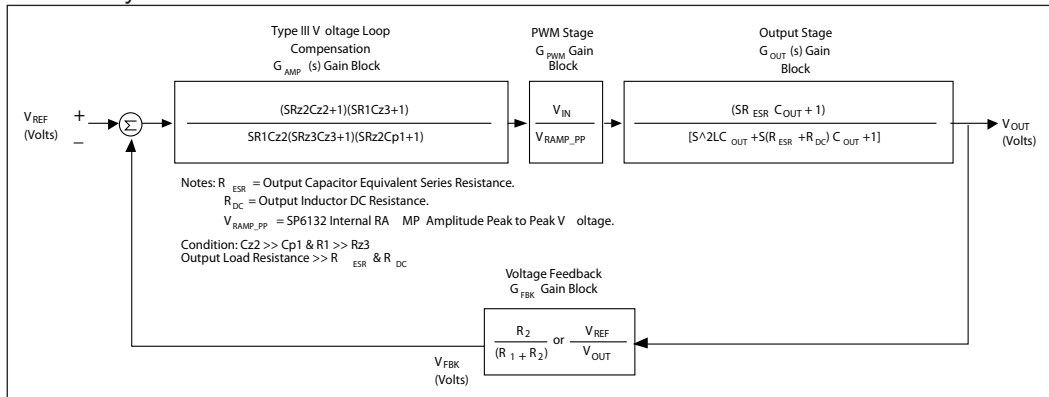 Type III V oltage Loop
Compensation
G AMP (s) Gain Block
PWM Stage
G PWM Gain
Block
Output Stage
G OUT (s) Gain
Block
V REF
(Volts)
+
−
Σ
(SRz2Cz2+1)(SR1Cz3+1)
SR1Cz2(SRz3Cz3+1)(SRz2Cp1+1)
V IN
V RAMP_PP
(SR ESR C OUT + 1)
[S^2LC OUT +S(R ESR +R DC ) C OUT +1]
V OUT
(Volts)
Notes: R ESR = Output Capacitor Equivalent Series Resistance.
R DC = Output Inductor DC Resistance.
V RAMP_PP = SP6132 Internal RA MP Amplitude Peak to Peak V oltage.
Condition: Cz2 >> Cp1 & R1 >> Rz3
Output Load Resistance >> R ESR & R DC
Voltage Feedback
G FBK Gain Block
R 2
(R 1 + R 2 )
or
V REF
V OUT
V FBK
(Volts)